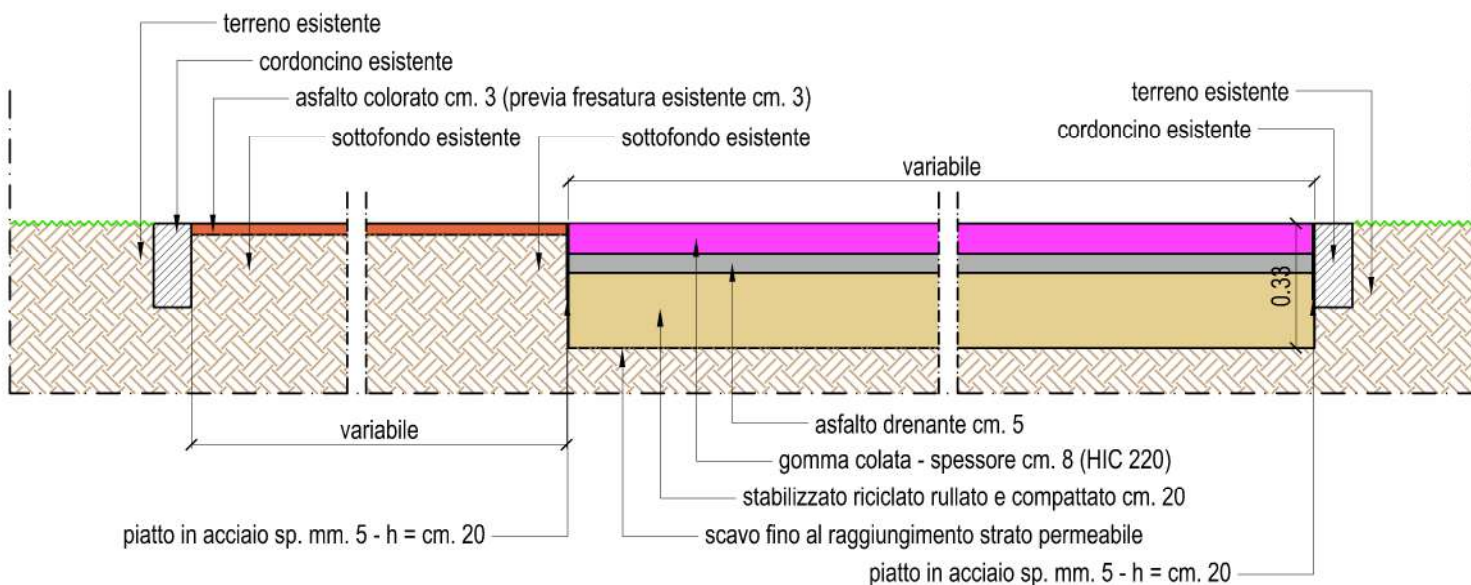 terreno esistente
cordoncino esistente
asfalto colorato cm. 3 (previa fresatura esistente cm. 3)
sottofondo esistente
sottofondo esistente
terreno esistente
cordoncino esistente
variabile
0.33
variabile
asfalto drenante cm. 5
gomma colata - spessore cm. 8 (HIC 220)
stabilizzato riciclato rullato e compattato cm. 20
piatto in acciaio sp. mm. 5 - h = cm. 20
scavo fino al raggiungimento strato permeabile
piatto in acciaio sp. mm. 5 - h = cm. 20